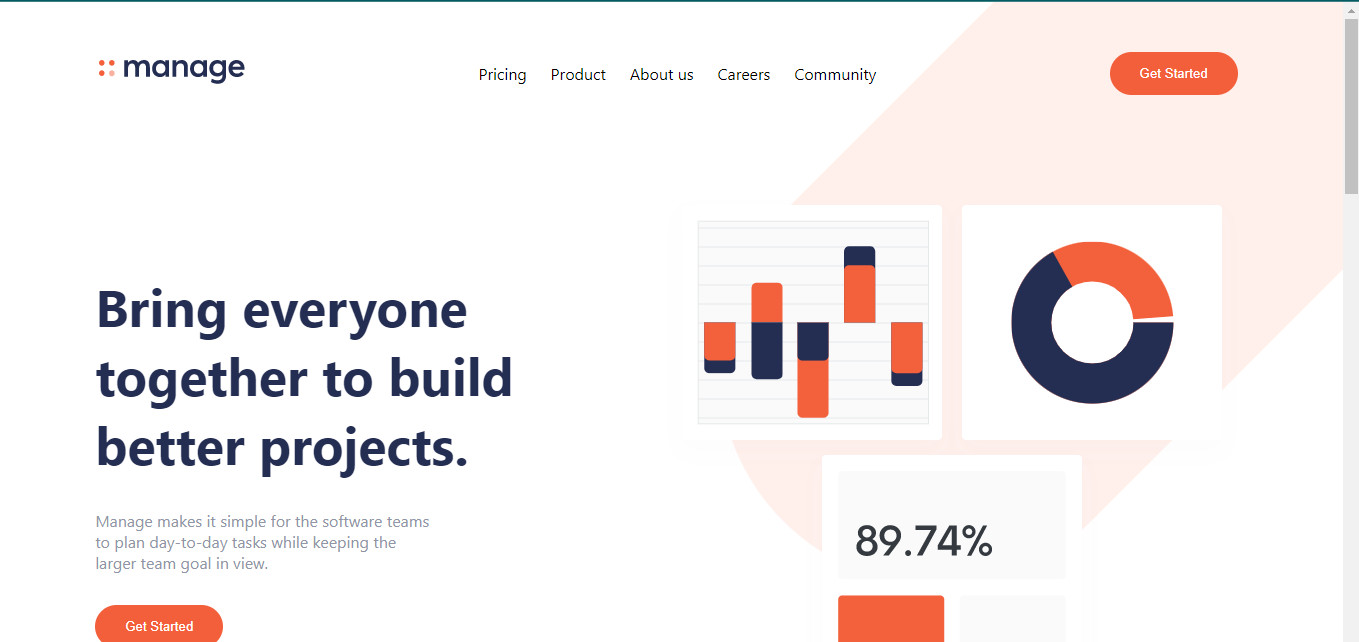 manage
Pricing Product About us Careers Community
Get Started
Bring everyone
together to build
better projects.
Manage makes it simple for the software teams
to plan day-to-day tasks while keeping the
larger team goal in view.
Get Started
89.74%